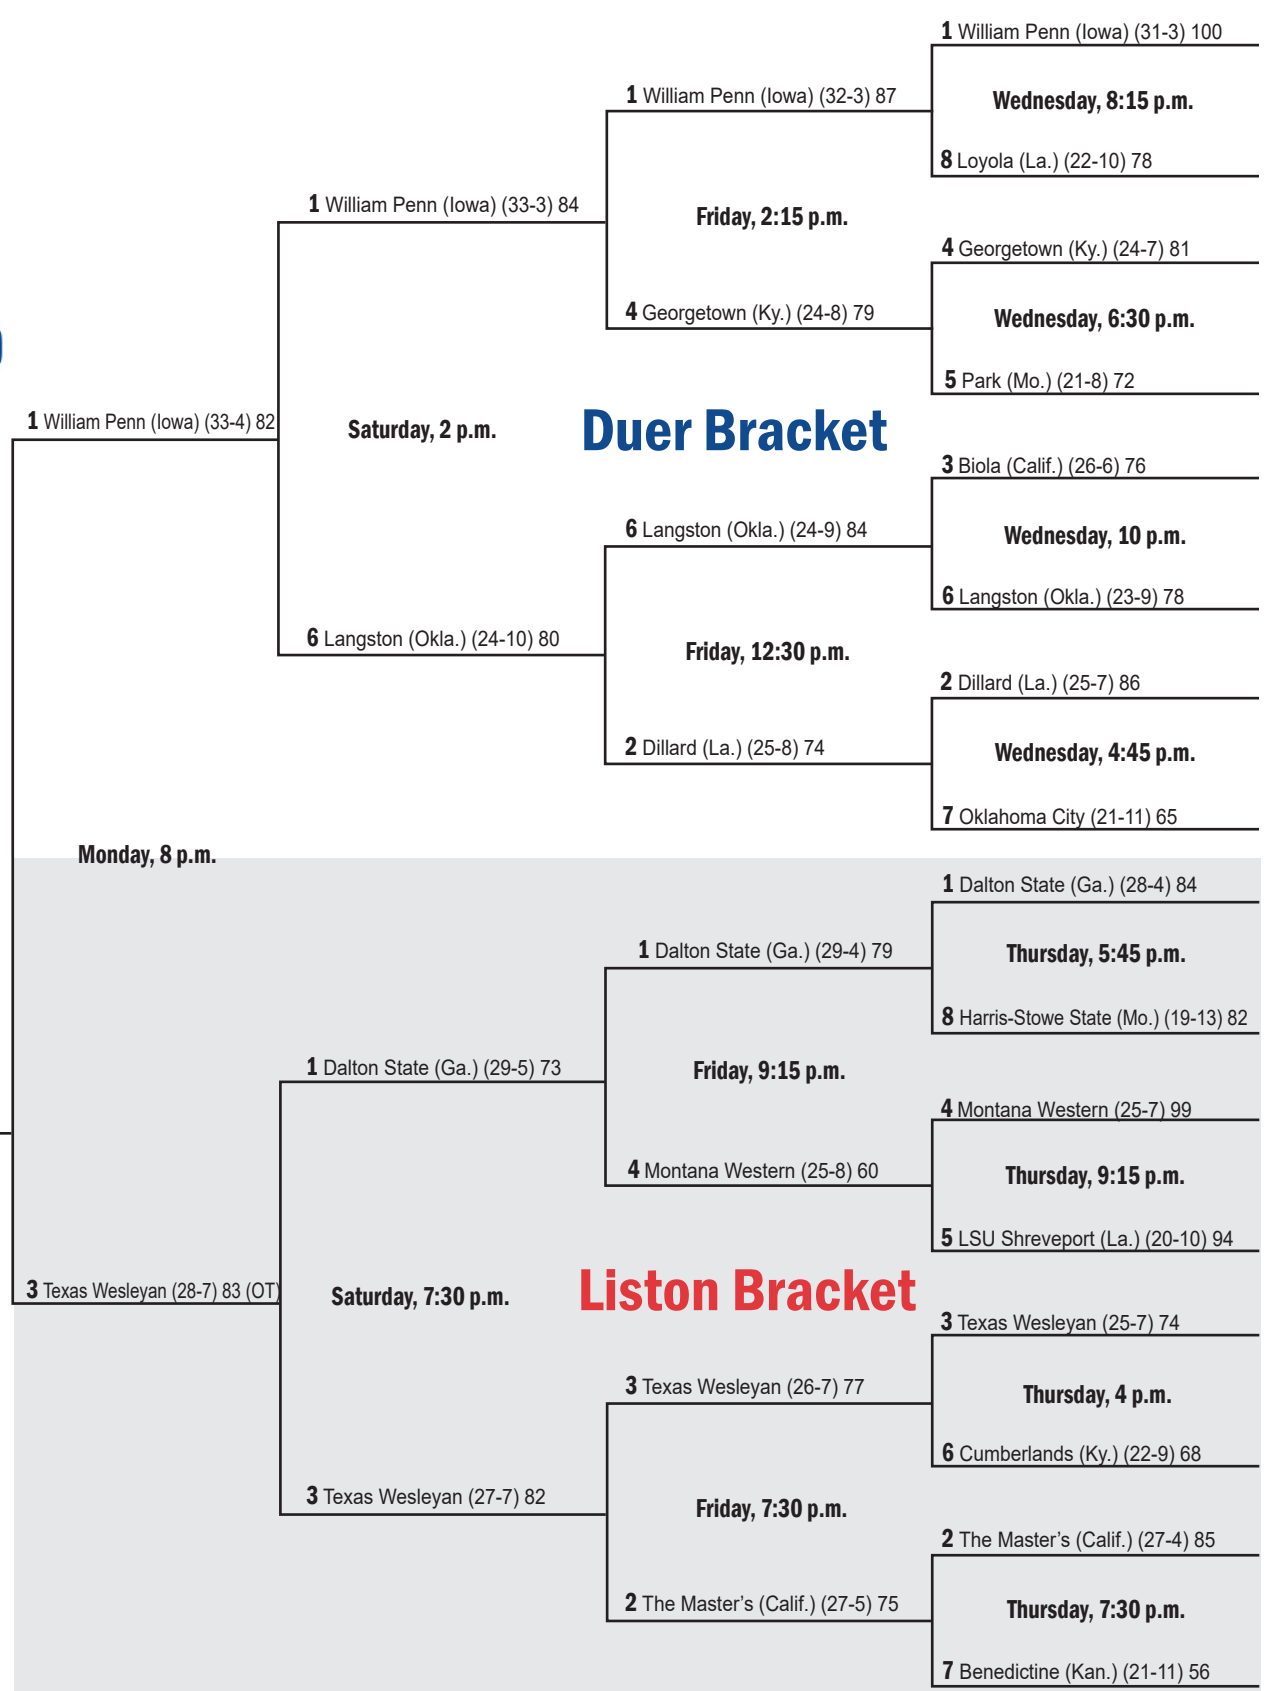 1 William Penn (Iowa) (31-3) 100
1 William Penn (Iowa) (32-3) 87
Wednesday, 8:15 p.m.
8 Loyola (La.) (22-10) 78
1 William Penn (Iowa) (33-3) 84
Friday, 2:15 p.m.
4 Georgetown (Ky.) (24-7) 81
4 Georgetown (Ky.) (24-8) 79
Wednesday, 6:30 p.m.
5 Park (Mo.) (21-8) 72
1 William Penn (Iowa) (33-4) 82
Saturday, 2 p.m.
Duer Bracket
3 Biola (Calif.) (26-6) 76
6 Langston (Okla.) (24-9) 84
Wednesday, 10 p.m.
6 Langston (Okla.) (23-9) 78
6 Langston (Okla.) (24-10) 80
Friday, 12:30 p.m.
2 Dillard (La.) (25-7) 86
2 Dillard (La.) (25-8) 74
Wednesday, 4:45 p.m.
7 Oklahoma City (21-11) 65
Monday, 8 p.m.
1 Dalton State (Ga.) (28-4) 84
1 Dalton State (Ga.) (29-4) 79
Thursday, 5:45 p.m.
8 Harris-Stowe State (Mo.) (19-13) 82
1 Dalton State (Ga.) (29-5) 73
Friday, 9:15 p.m.
4 Montana Western (25-7) 99
4 Montana Western (25-8) 60
Thursday, 9:15 p.m.
5 LSU Shreveport (La.) (20-10) 94
3 Texas Wesleyan (28-7) 83 (OT)
Saturday, 7:30 p.m.
Liston Bracket
3 Texas Wesleyan (25-7) 74
3 Texas Wesleyan (26-7) 77
Thursday, 4 p.m.
6 Cumberlands (Ky.) (22-9) 68
3 Texas Wesleyan (27-7) 82
Friday, 7:30 p.m.
2 The Master's (Calif.) (27-4) 85
2 The Master's (Calif.) (27-5) 75
Thursday, 7:30 p.m.
7 Benedictine (Kan.) (21-11) 56